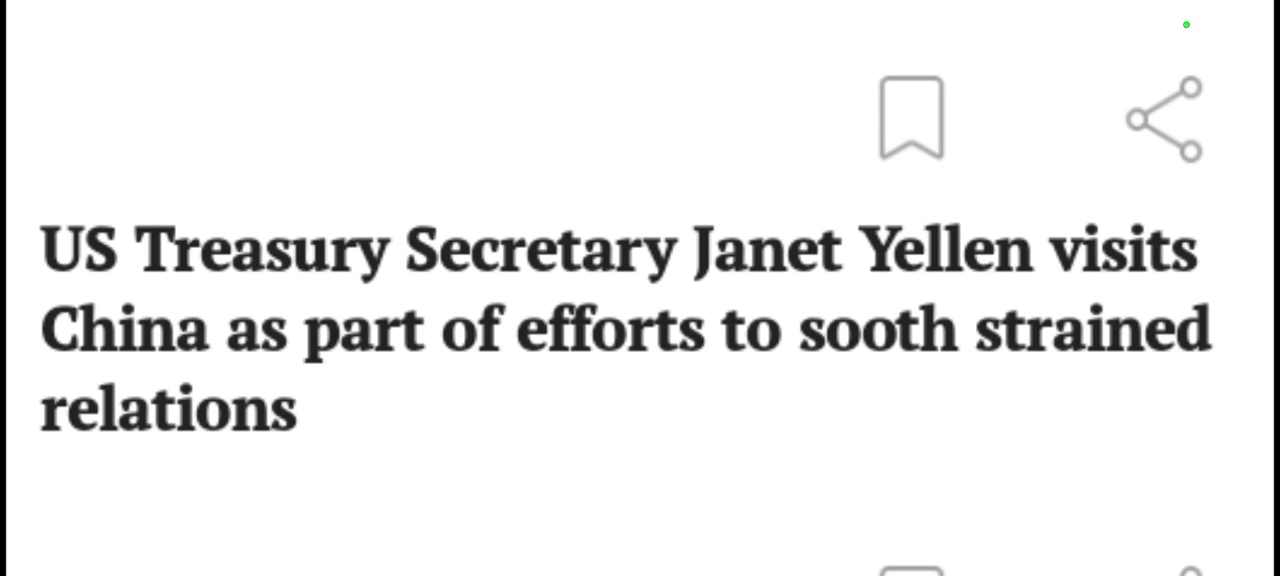 US Treasury Secretary Janet Yellen visits
China as part of efforts to sooth strained
relations